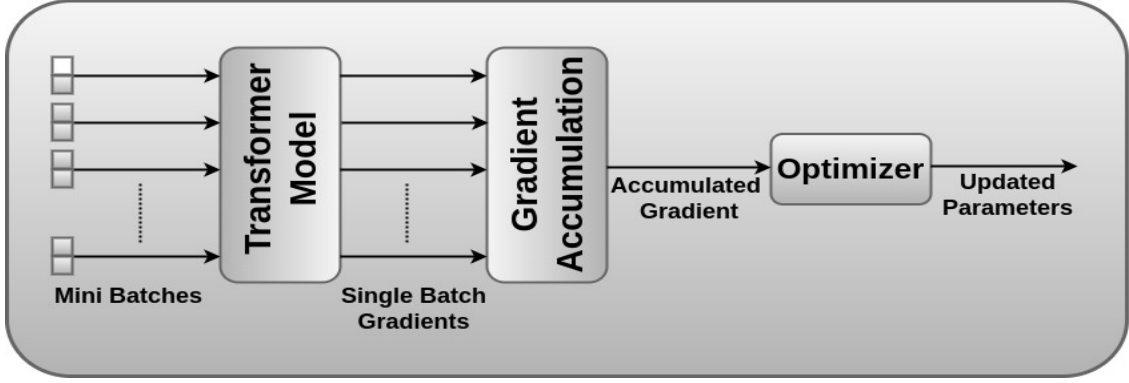 Transformer
Model
Gradient
Accumulation
Optimizer
Accumulated
Gradient
Updated
Parameters
Mini Batches
Single Batch
Gradients